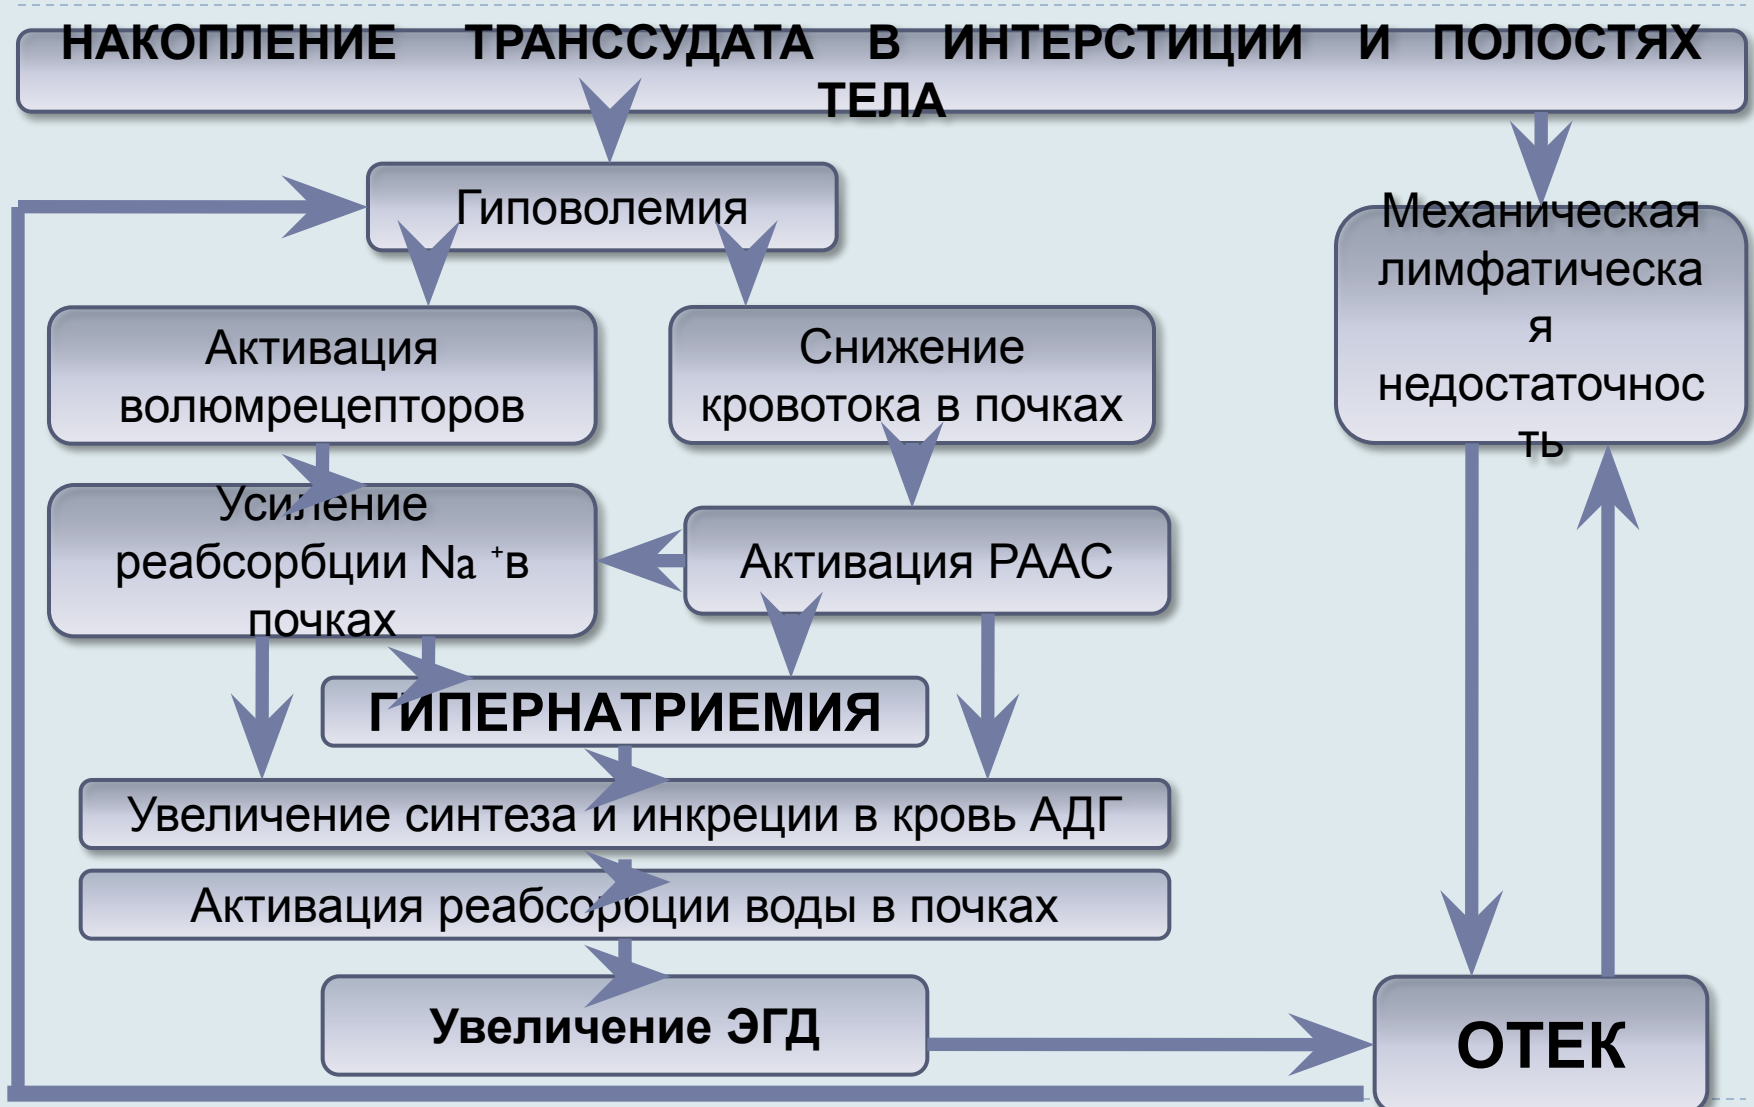 НАКОПЛЕНИЕ ТРАНССУДАТА В ИНТЕРСТИЦИИ И ПОЛОСТЯХ
ТЕЛА
Гиповолемия
Механическая
лимфатическа
я
недостаточнос
ть
Активация
волюмрецепторов
Снижение
кровотока в почках
Усиление
реабсорбции Na ⁺в
почках
Активация РААС
ГИПЕРНАТРИЕМИЯ
Увеличение синтеза и инкреции в кровь АДГ
Активация реабсорбции воды в почках
Увеличение ЭГД
ОТЕК